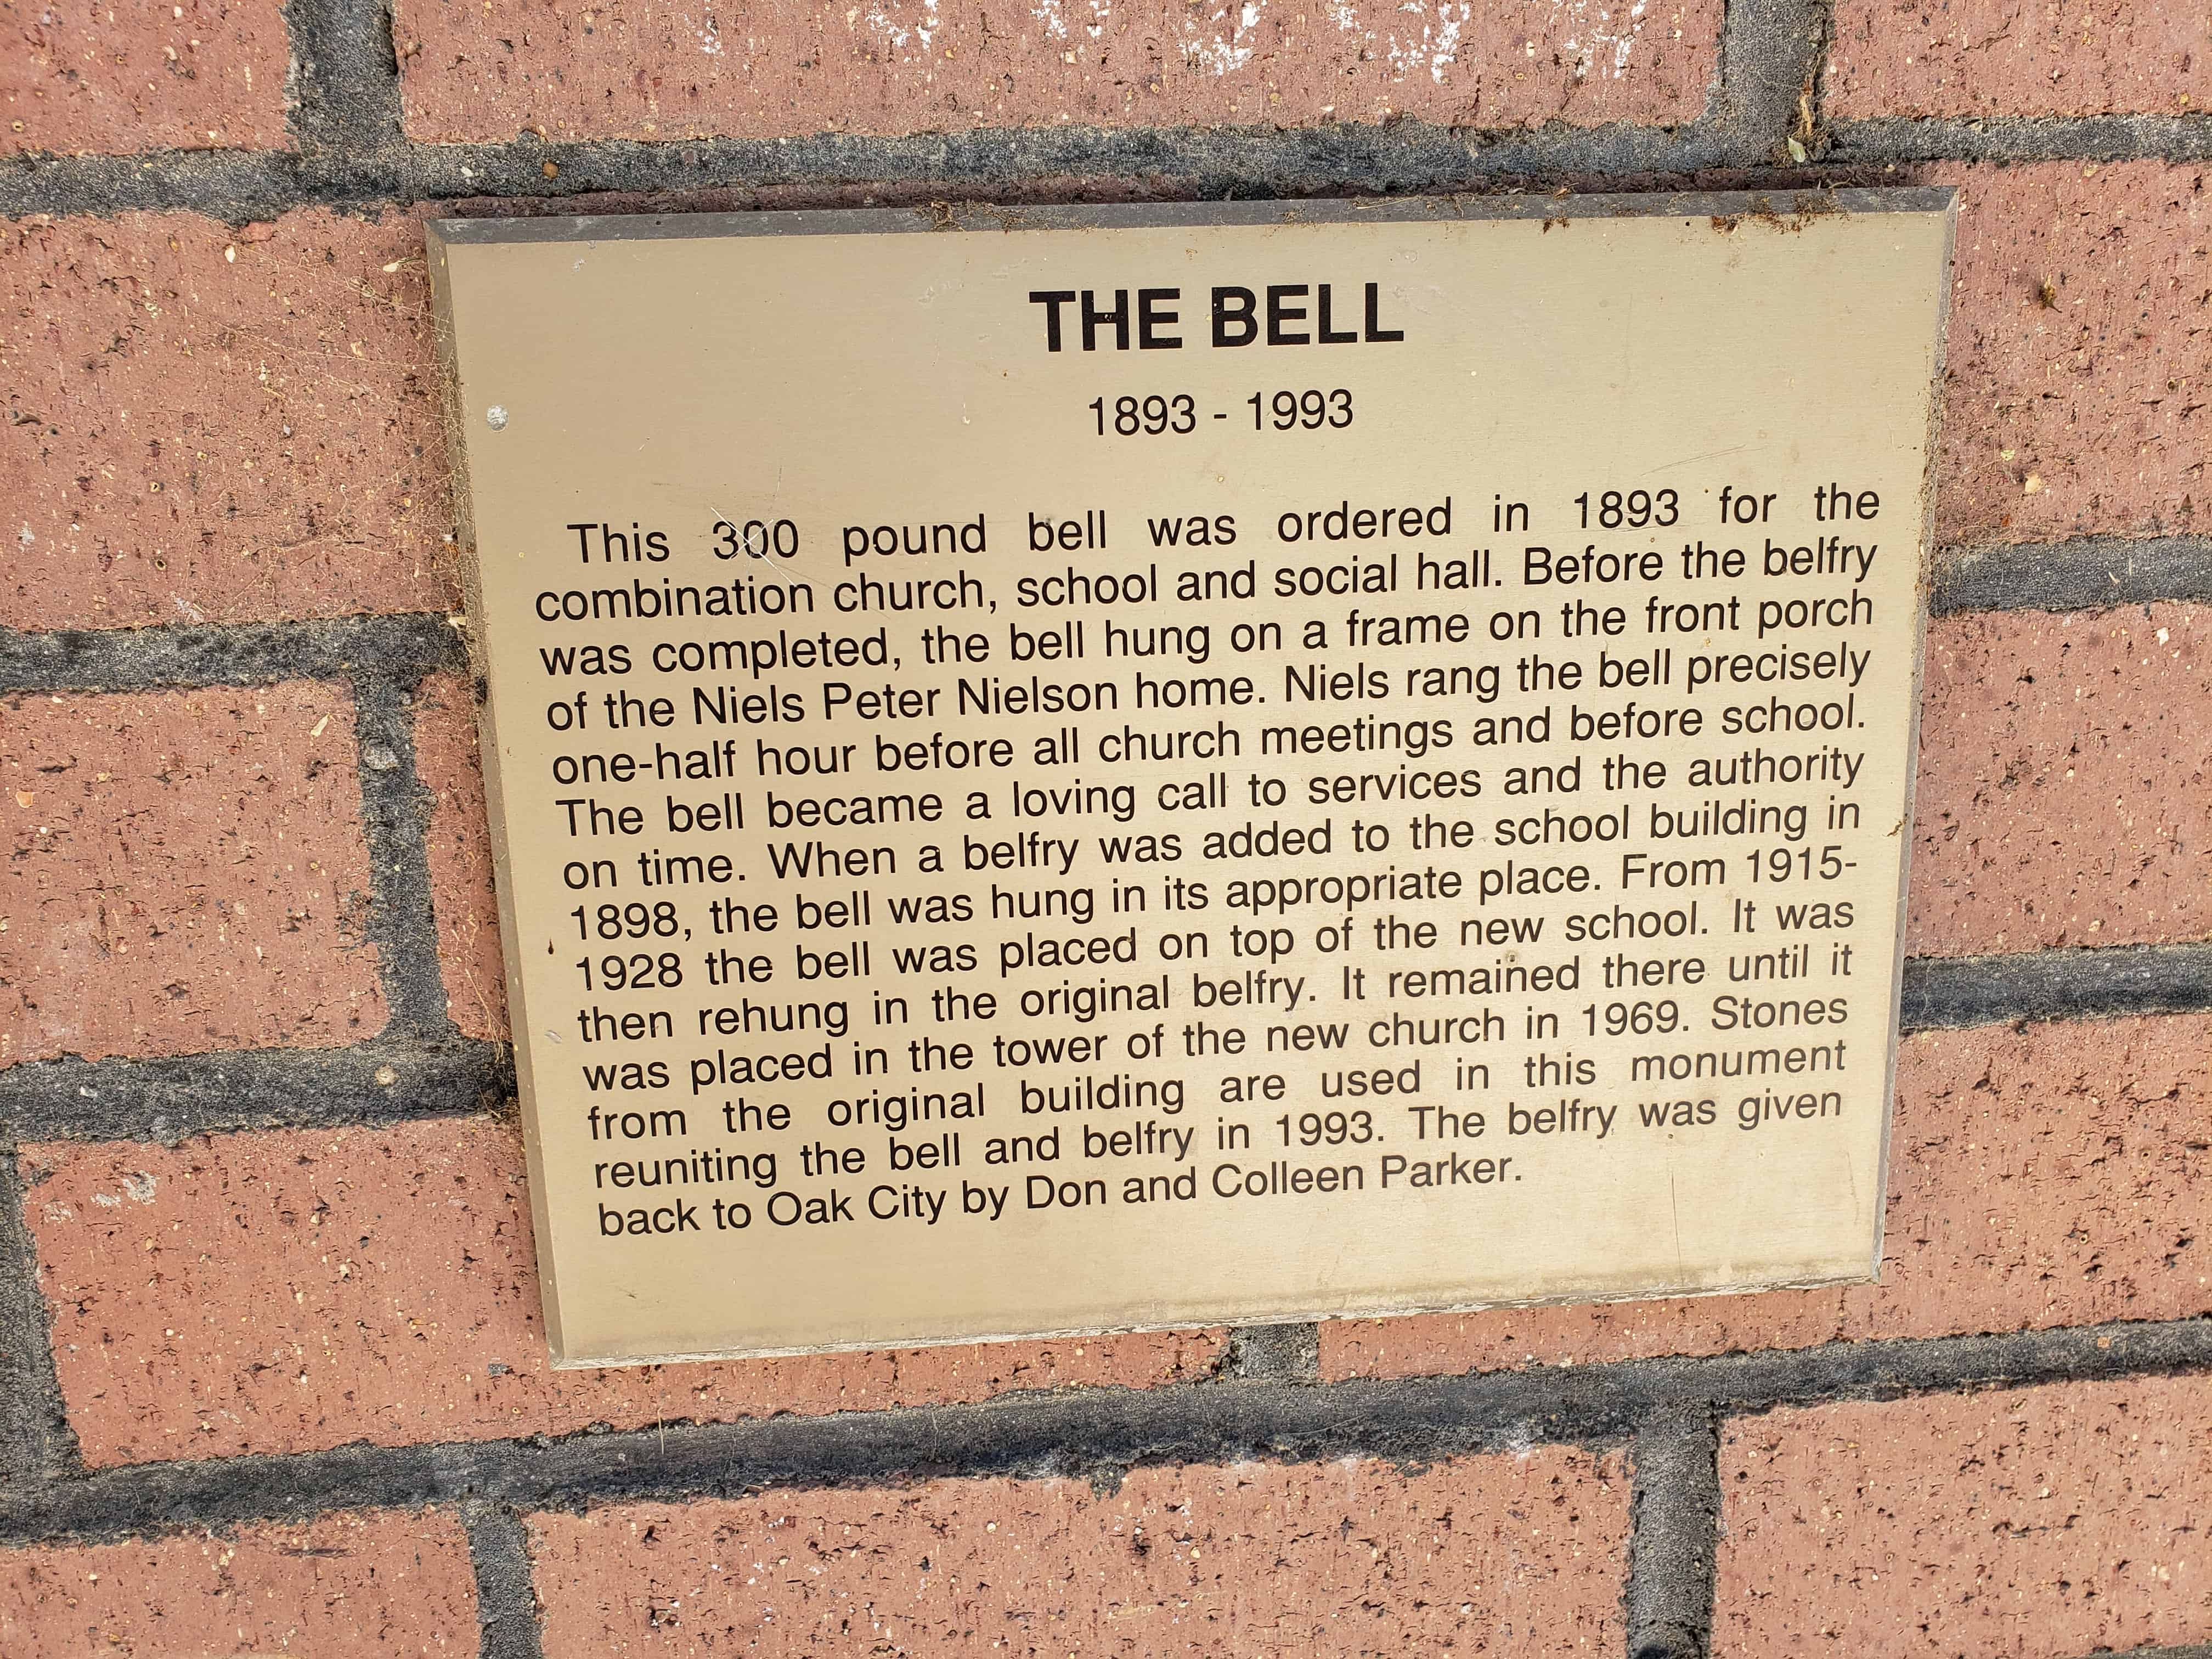 THE BELL
1893 - 1993
This 300 pound bell was ordered in 1893 for the
combination church, school and social hall. Before the belfry
was completed, the bell hung on a frame on the front porch
of the Niels Peter Nielson home. Niels rang the bell precisely
one-half hour before all church meetings and before school.
The bell became a loving call to services and the authority
on time. When a belfry was added to the school building in
1898, the bell was hung in its appropriate place. From 1915-
1928 the bell was placed on top of the new school. It was
then rehung in the original belfry. It remained there until it
was placed in the tower of the new church in 1969. Stones
from the original building are used in this monument
reuniting the bell and belfry in 1993. The belfry was given
back to Oak City by Don and Colleen Parker.